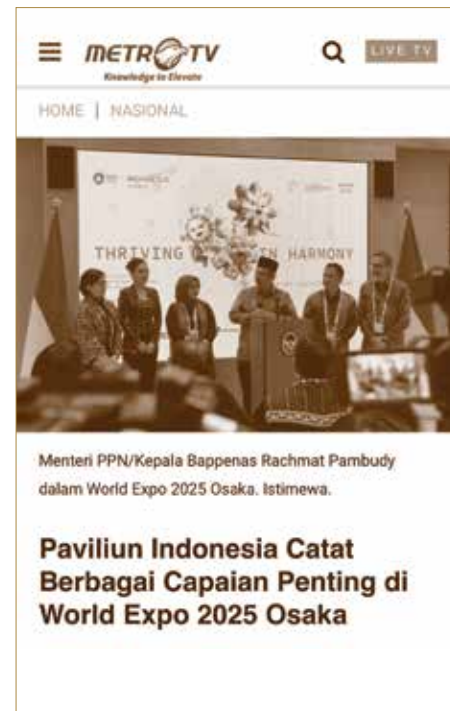 METRO TV
Knowledge to Elevate
LIVE TV
HOME | NASIONAL
THRIVING IN HARMONY
Menteri PPN/Kepala Bappenas Rachmat Pambudy
dalam World Expo 2025 Osaka. Istimewa.
Paviliun Indonesia Catat
Berbagai Capaian Penting di
World Expo 2025 Osaka